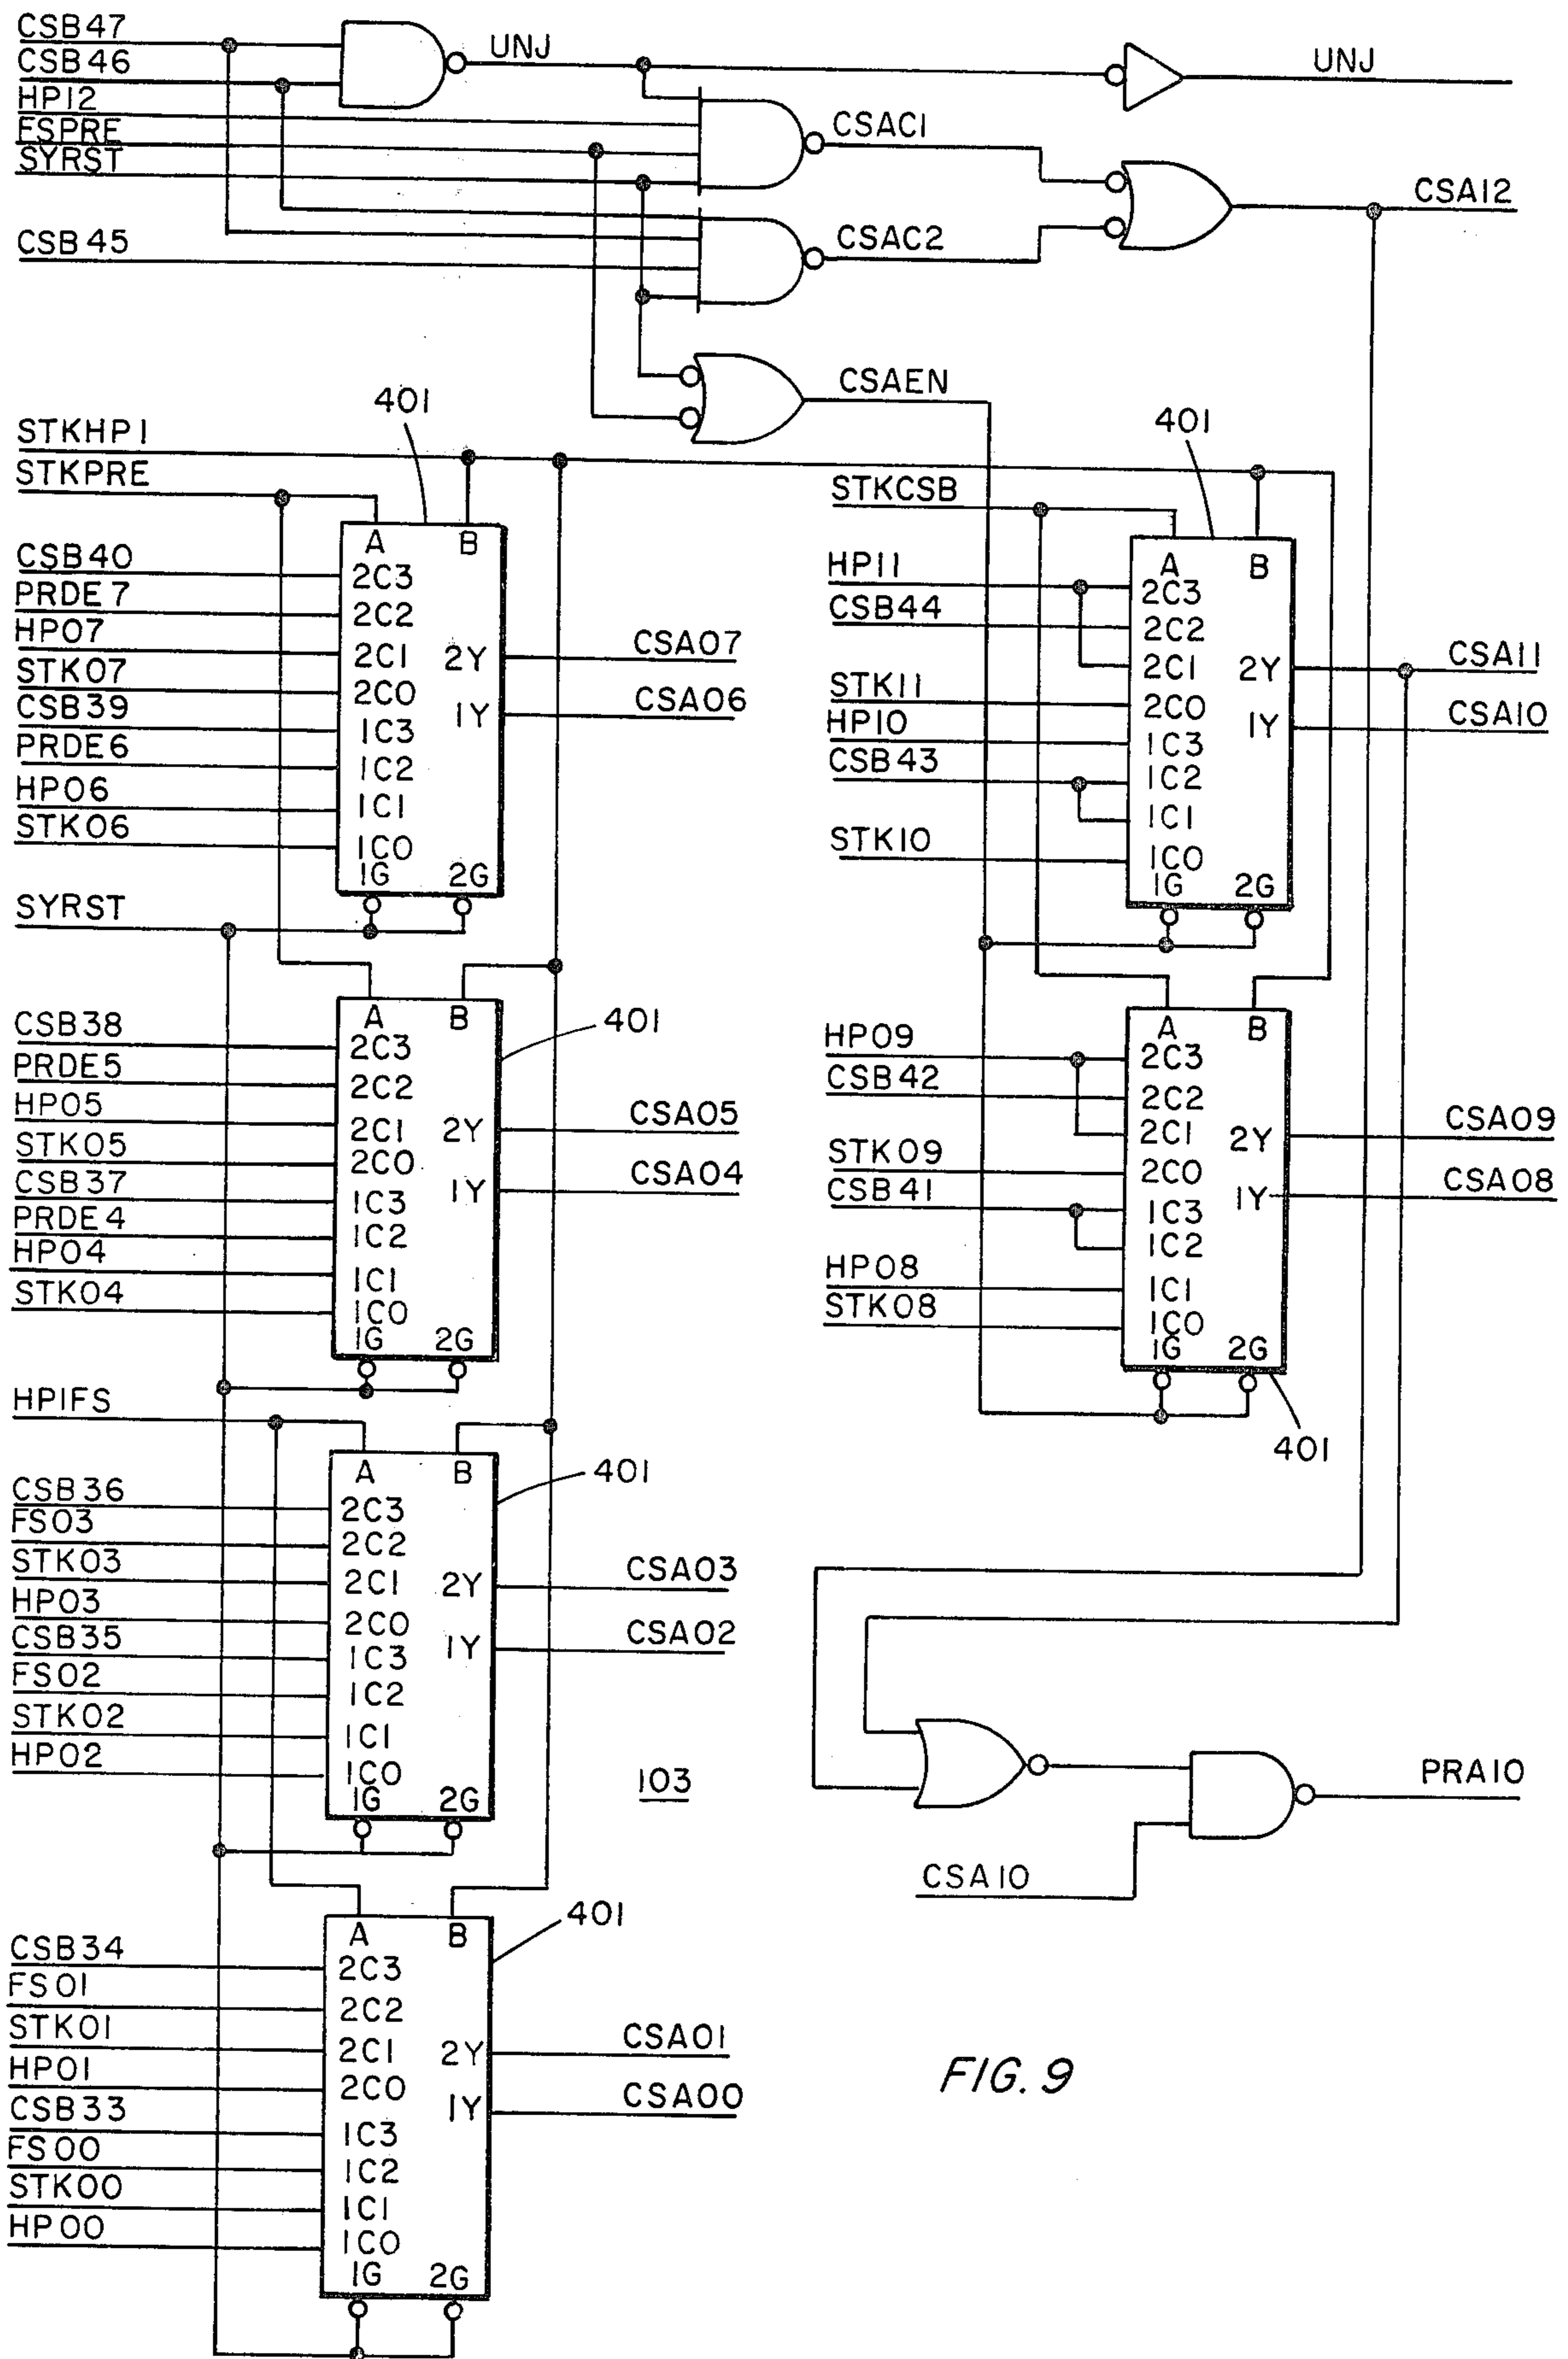 CSB47
CSB46
HP12
FSPRE
SYRST
CSB45
UNJ
UNJ
CSAC1
CSAC2
CSA12
CSAEN
STKHP1
STKPRE
401
A B
CSB40 2C3
PRDE7 2C2
HP07 2C1 2Y CSA07
STK07 2C0
CSB39 1C3 1Y CSA06
PRDE6 1C2
HP06 1C1
STK06 1C0
1G 2G
SYRST
A B
401
CSB38 2C3
PRDE5 2C2
HP05 2C1 2Y CSA05
STK05 2C0
CSB37 1C3 1Y CSA04
PRDE4 1C2
HP04 1C1
STK04 1C0
1G 2G
HP1FS
A B
401
CSB36 2C3
FS03 2C2
STK03 2C1 2Y CSA03
HP03 2C0
CSB35 1C3 1Y CSA02
FS02 1C2
STK02 1C1
HP02 1C0
1G 2G
103
A B
401
CSB34 2C3
FS01 2C2
STK01 2C1 2Y CSA01
HP01 2C0
CSB33 1C3 1Y CSA00
FS00 1C2
STK00 1C1
HP00 1C0
1G 2G
401
STKCSB
A B
HP11 2C3
CSB44 2C2
2C1 2Y CSA11
STK11 2C0
HP10 1C3 1Y CSA10
CSB43 1C2
1C1
STK10 1C0
1G 2G
A B
HP09 2C3
CSB42 2C2
2C1 2Y CSA09
STK09 2C0
CSB41 1C3 1Y CSA08
1C2
HP08 1C1
STK08 1C0
1G 2G
401
PRA10
CSA10
FIG. 9